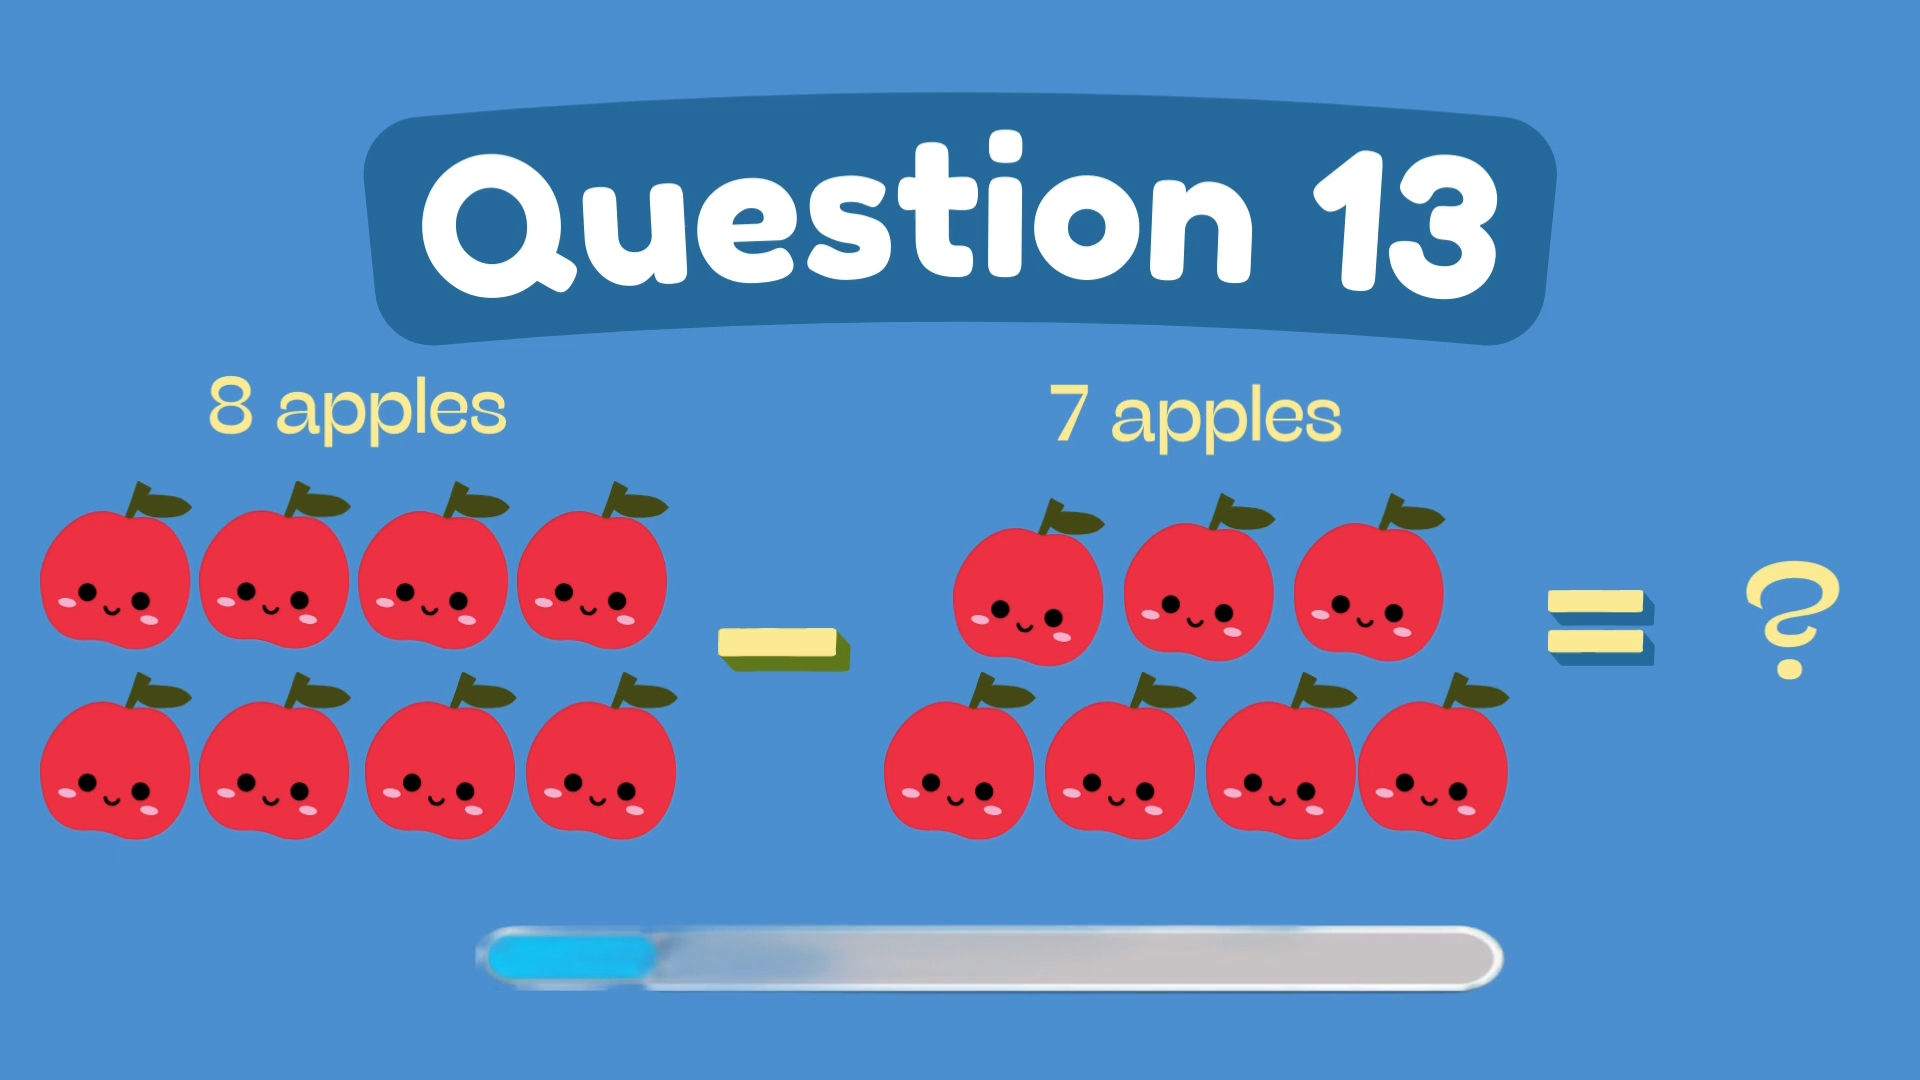 Question 13
8 apples
7 apples
− = ?